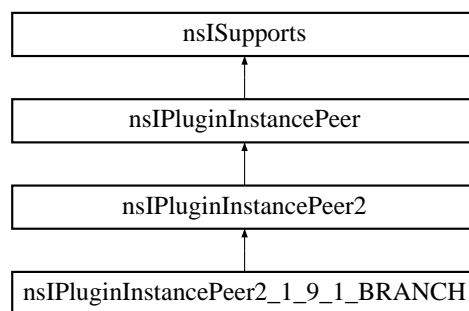 nsISupports
nsIPluginInstancePeer
nsIPluginInstancePeer2
nsIPluginInstancePeer2_1_9_1_BRANCH